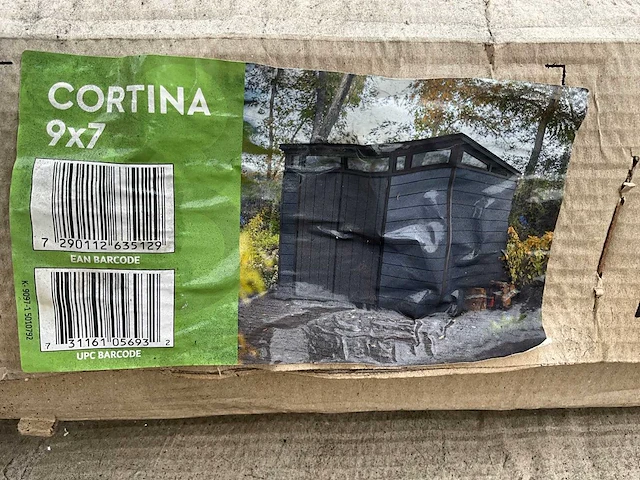 CORTINA
9x7
7 290112 635129
EAN BARCODE
7 31161 05693 2
UPC BARCODE